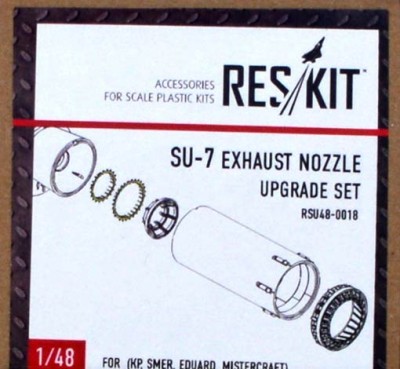 ACCESSORIES
FOR SCALE PLASTIC KITS
RES/KIT™
SU-7 EXHAUST NOZZLE
UPGRADE SET
RSU48-0018
1/48
FOR (KP, SMER, EDUARD, MISTERCRAFT)